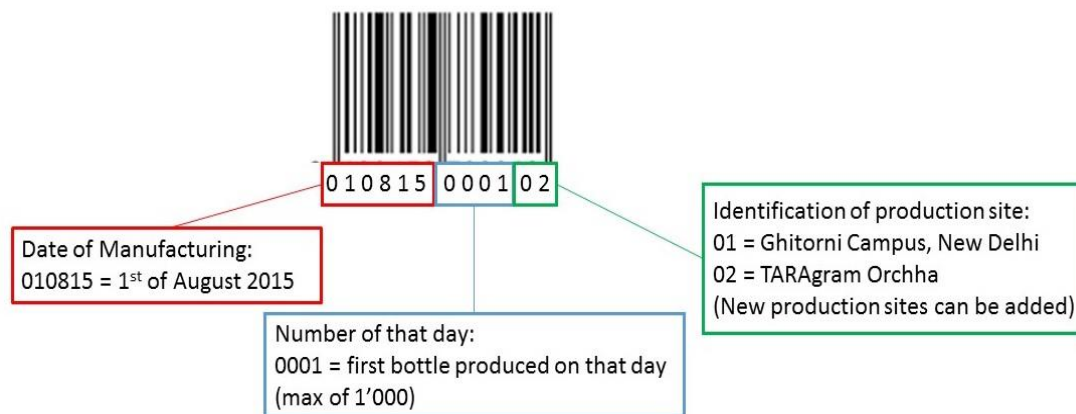 010815 0001 02
Date of Manufacturing:
010815 = 1st of August 2015
Number of that day:
0001 = first bottle produced on that day
(max of 1'000)
Identification of production site:
01 = Ghitorni Campus, New Delhi
02 = TARAgram Orchha
(New production sites can be added)